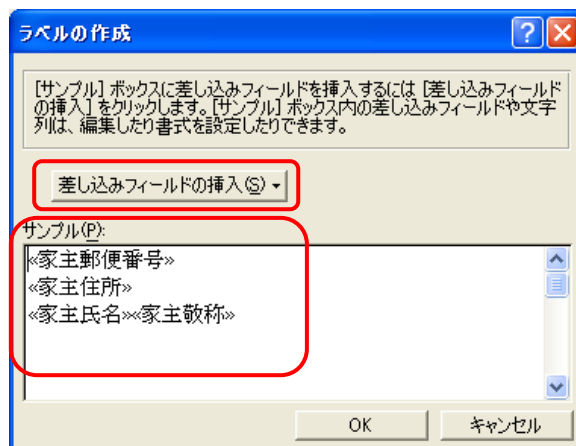 ラベルの作成
[サンプル] ボックスに差し込みフィールドを挿入するには [差し込みフィールド
の挿入] をクリックします。[サンプル] ボックス内の差し込みフィールドや文字
列は、編集したり書式を設定したりできます。
差し込みフィールドの挿入(S)
サンプル(P):
«家主郵便番号»
«家主住所»
«家主氏名»«家主敬称»
OK
キャンセル